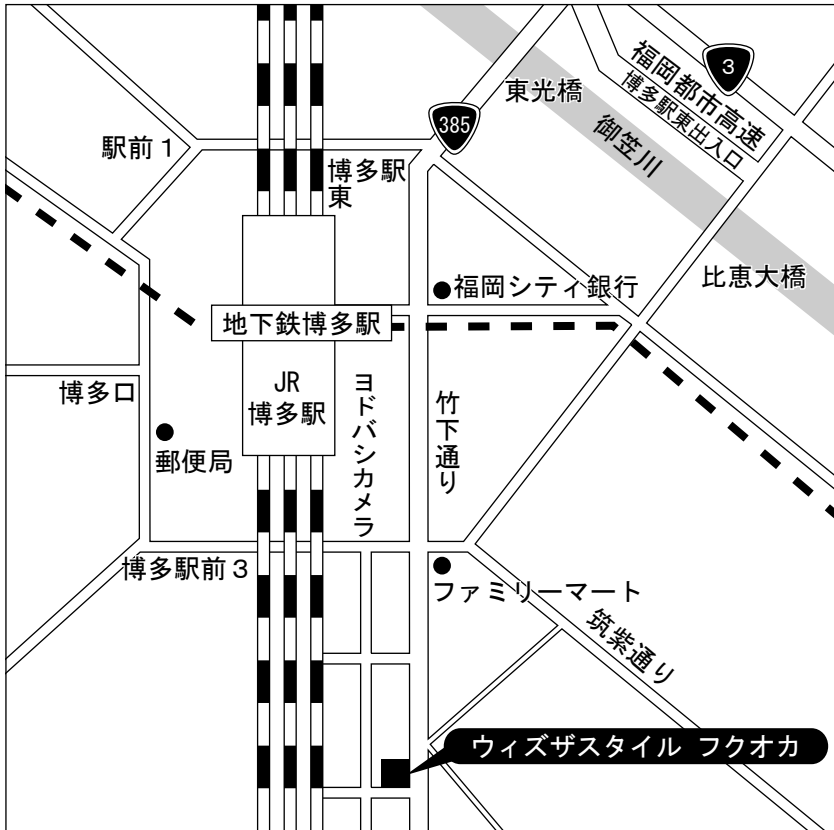 3
福岡都市高速
博多駅東出入口
東光橋
385
御笠川
駅前1
博多駅
東
福岡シティ銀行
比恵大橋
地下鉄博多駅
JR
博多駅
博多口
ヨドバシカメラ
竹下通り
郵便局
博多駅前3
ファミリーマート
筑紫通り
ウィズザスタイル フクオカ